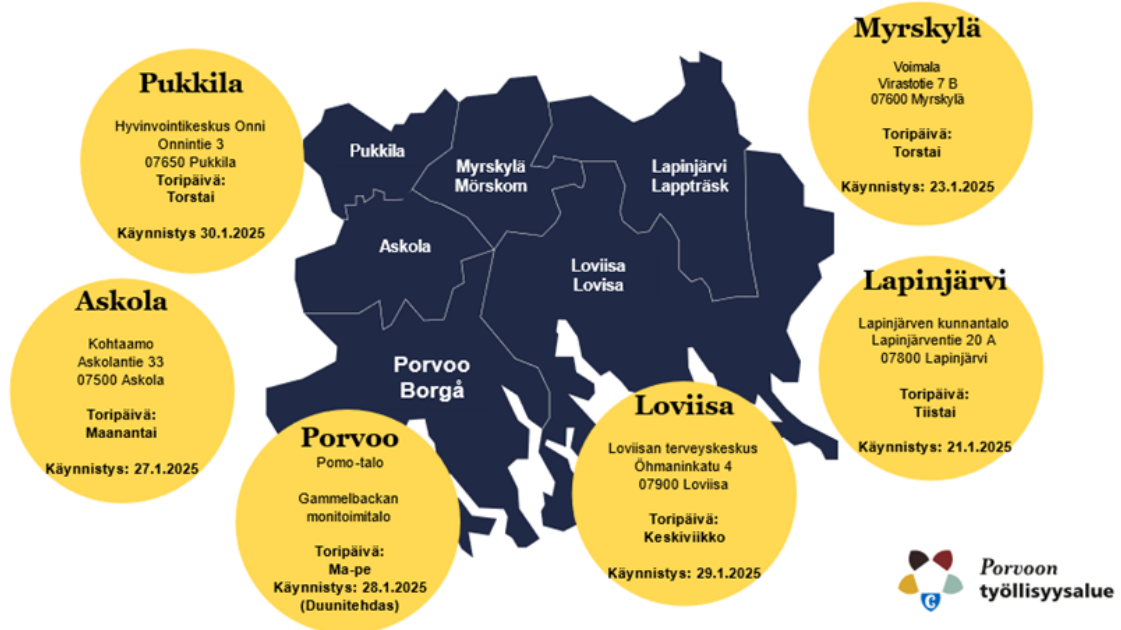 Pukkila
Hyvinvointikeskus Onni
Onnintie 3
07650 Pukkila
Toripäivä:
Torstai
Käynnistys 30.1.2025
Myrskylä
Voimala
Virastotie 7 B
07600 Myrskylä
Toripäivä:
Torstai
Käynnistys: 23.1.2025
Pukkila
Myrskylä
Mörskom
Lapinjärvi
Lappträsk
Askola
Loviisa
Lovisa
Porvoo
Borgå
Askola
Kohtaamo
Askolantie 33
07500 Askola
Toripäivä:
Maanantai
Käynnistys: 27.1.2025
Lapinjärvi
Lapinjärven kunnantalo
Lapinjärventie 20 A
07800 Lapinjärvi
Toripäivä:
Tiistai
Käynnistys: 21.1.2025
Porvoo
Pomo-talo
Gammelbackan
monitoimitalo
Toripäivä:
Ma-pe
Käynnistys: 28.1.2025
(Duunitehdas)
Loviisa
Loviisan terveyskeskus
Öhmaninkatu 4
07900 Loviisa
Toripäivä:
Keskiviikko
Käynnistys: 29.1.2025
Porvoon
työllisyysalue